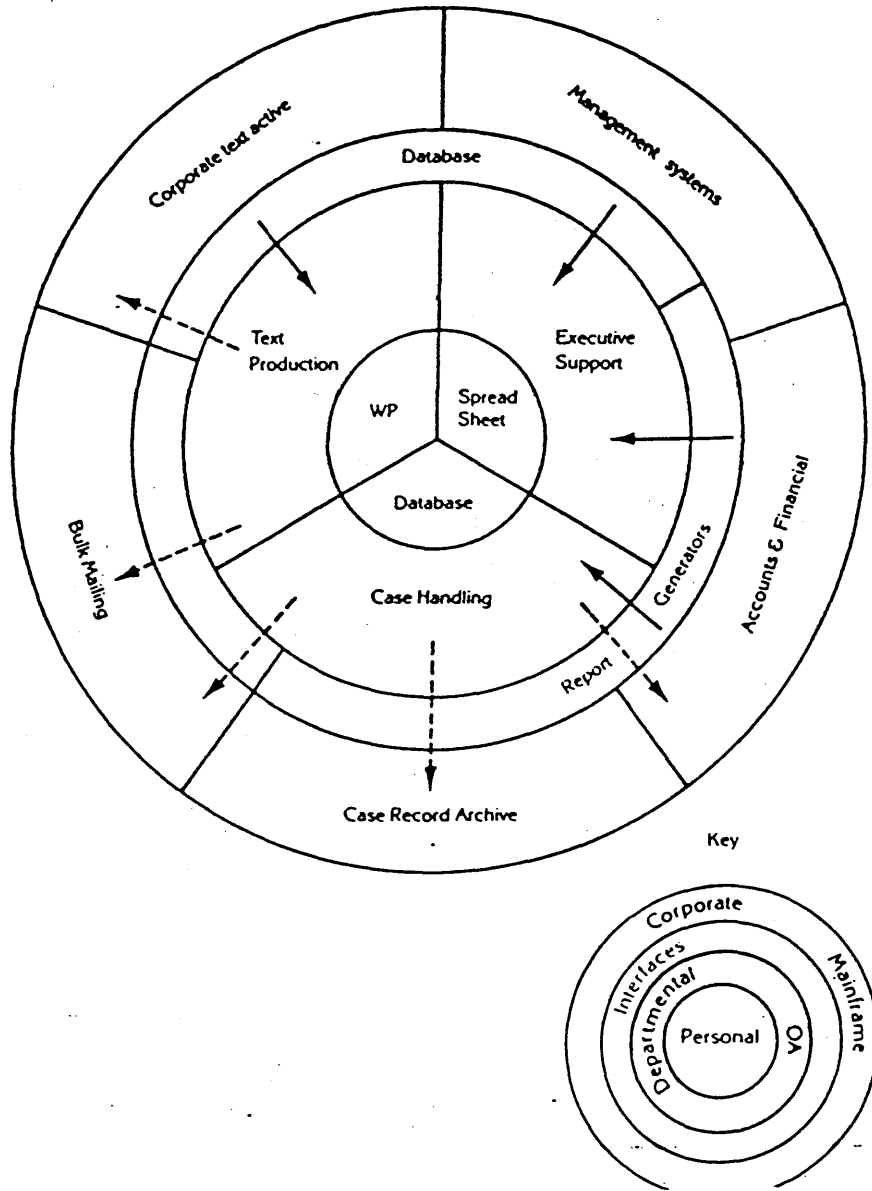 Corporate text active
Management systems
Database
Text
Production
Executive
Support
WP
Spread
Sheet
Database
Bulk Mailing
Case Handling
Generators
Report
Accounts & Financial
Case Record Archive
Key
Corporate
Mainframe
Interfaces
Departmental
OA
Personal